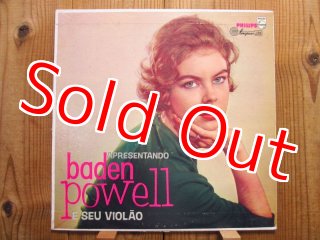 PHILIPS
Sold Out
APRESENTANDO
baden
powell
E SEU VIOLÃO